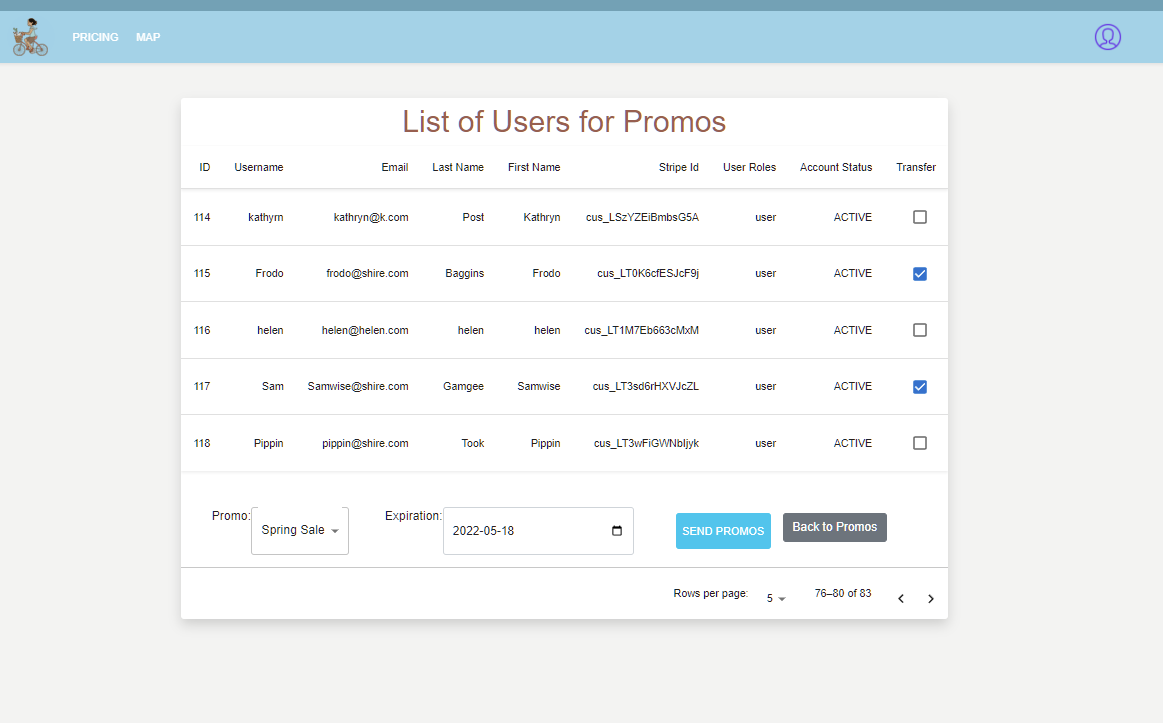 PRICING MAP
List of Users for Promos
ID Username Email Last Name First Name Stripe Id User Roles Account Status Transfer
114 kathyrn kathryn@k.com Post Kathryn cus_LSzYZEiBmbsG5A user ACTIVE
115 Frodo frodo@shire.com Baggins Frodo cus_LT0K6cfESJcF9j user ACTIVE
116 helen helen@helen.com helen helen cus_LT1M7Eb663cMxM user ACTIVE
117 Sam Samwise@shire.com Gamgee Samwise cus_LT3sd6rHXVJcZL user ACTIVE
118 Pippin pippin@shire.com Took Pippin cus_LT3wFiGWNbljyk user ACTIVE
Promo: Spring Sale Expiration: 2022-05-18 SEND PROMOS Back to Promos
Rows per page: 5 76–80 of 83